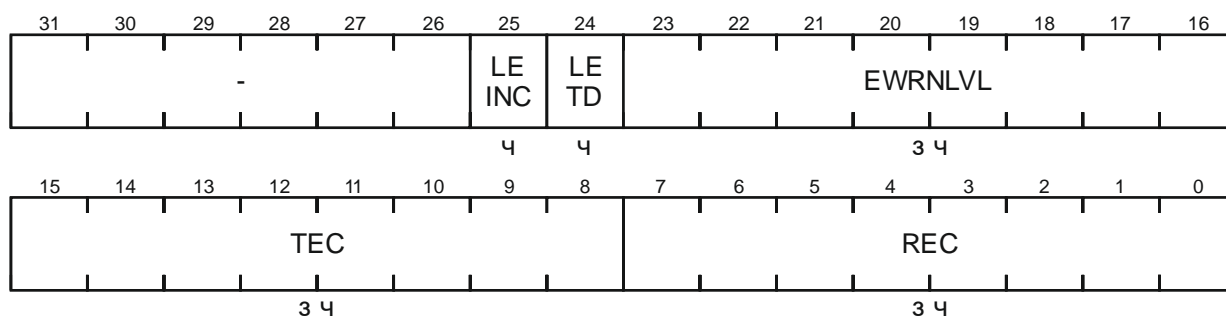 31 30 29 28 27 26 25 24 23 22 21 20 19 18 17 16
- LE INC LE TD EWRNLVL
ч ч з ч
15 14 13 12 11 10 9 8 7 6 5 4 3 2 1 0
TEC REC
з ч з ч